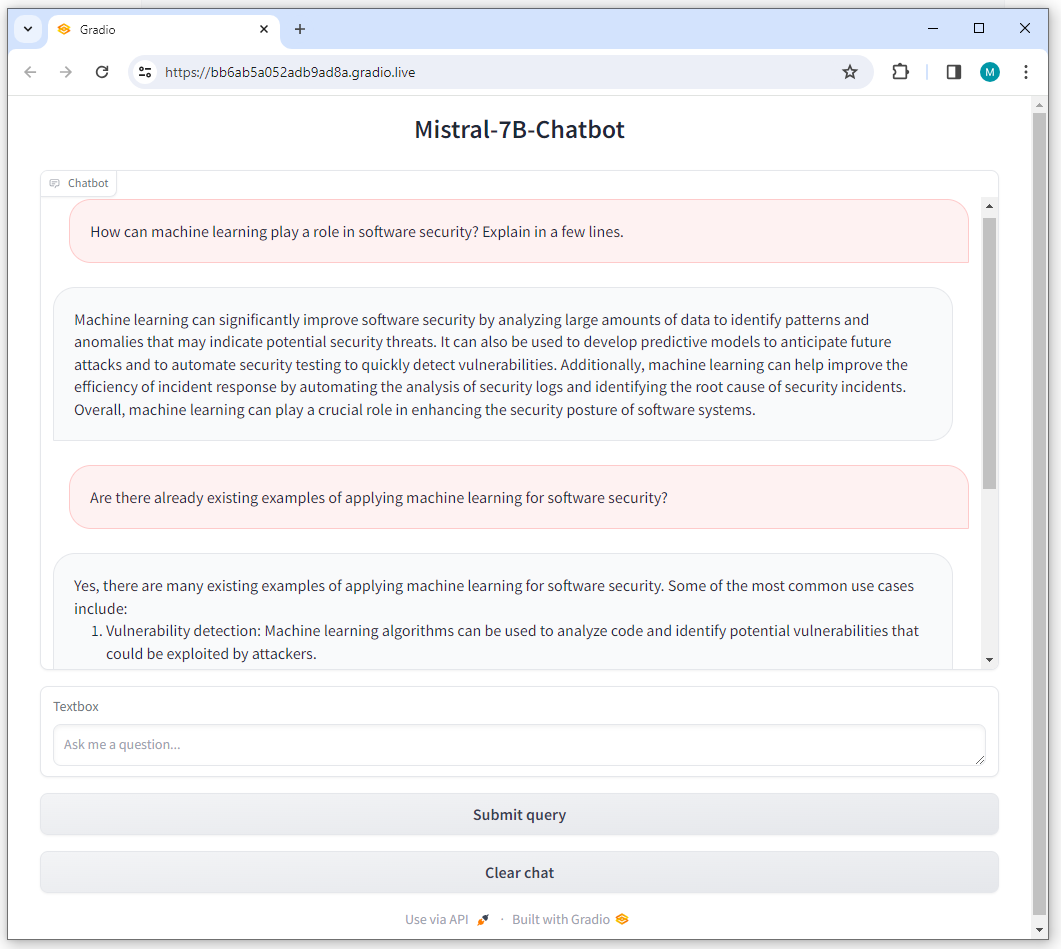 Gradio
https://bb6ab5a052adb9ad8a.gradio.live
M
Mistral-7B-Chatbot
Chatbot
How can machine learning play a role in software security? Explain in a few lines.
Machine learning can significantly improve software security by analyzing large amounts of data to identify patterns and
anomalies that may indicate potential security threats. It can also be used to develop predictive models to anticipate future
attacks and to automate security testing to quickly detect vulnerabilities. Additionally, machine learning can help improve the
efficiency of incident response by automating the analysis of security logs and identifying the root cause of security incidents.
Overall, machine learning can play a crucial role in enhancing the security posture of software systems.
Are there already existing examples of applying machine learning for software security?
Yes, there are many existing examples of applying machine learning for software security. Some of the most common use cases
include:
1. Vulnerability detection: Machine learning algorithms can be used to analyze code and identify potential vulnerabilities that
could be exploited by attackers.
Textbox
Ask me a question...
Submit query
Clear chat
Use via API · Built with Gradio